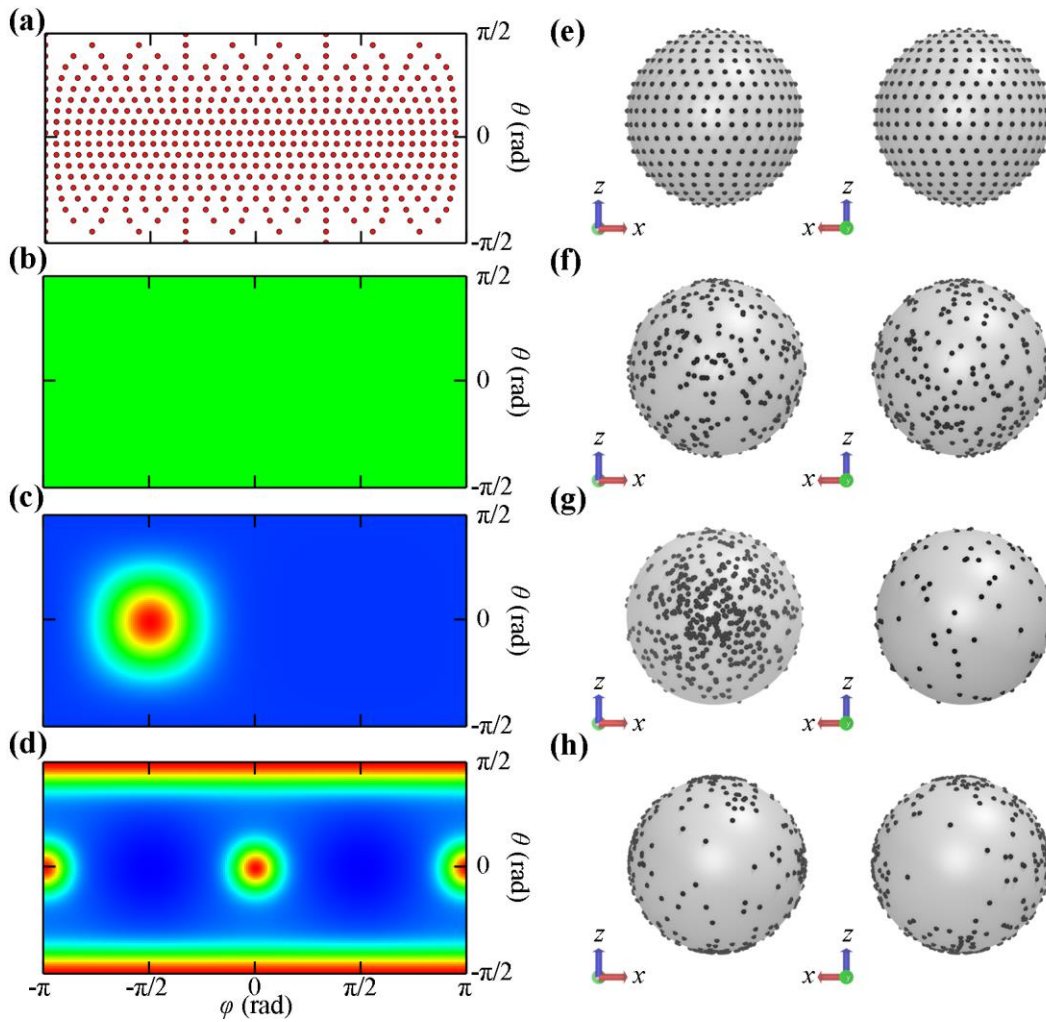 (a)
π/2
θ (rad)
0
-π/2
(b)
π/2
θ (rad)
0
-π/2
(c)
π/2
θ (rad)
0
-π/2
(d)
π/2
θ (rad)
0
-π/2
-π -π/2 0 π/2 π
φ (rad)
(e)
z z
x x
(f)
z z
x x
(g)
z z
x x
(h)
z z
x x